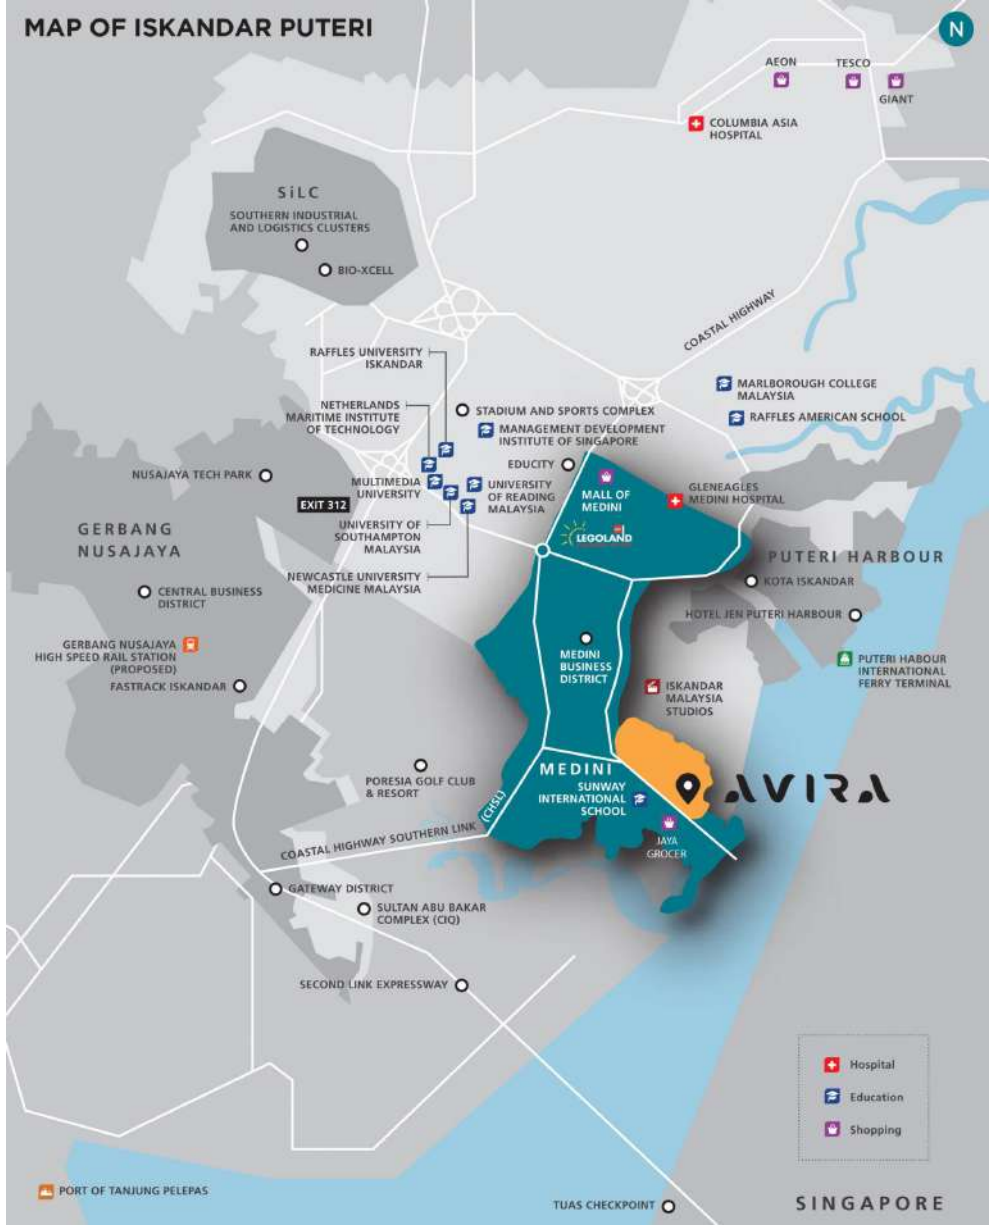 MAP OF ISKANDAR PUTERI
N
AEON
TESCO
GIANT
COLUMBIA ASIA
HOSPITAL
SiLC
SOUTHERN INDUSTRIAL
AND LOGISTICS CLUSTERS
BIO-XCELL
COASTAL HIGHWAY
RAFFLES UNIVERSITY
ISKANDAR
NETHERLANDS
MARITIME INSTITUTE
OF TECHNOLOGY
STADIUM AND SPORTS COMPLEX
MANAGEMENT DEVELOPMENT
INSTITUTE OF SINGAPORE
MARLBOROUGH COLLEGE
MALAYSIA
RAFFLES AMERICAN SCHOOL
EDUCITY
NUSAJAYA TECH PARK
MULTIMEDIA
UNIVERSITY
UNIVERSITY
OF READING
MALAYSIA
MALL OF
MEDINI
GLENEAGLES
MEDINI HOSPITAL
EXIT 312
UNIVERSITY OF
SOUTHAMPTON
MALAYSIA
LEGOLAND
GERBANG
NUSAJAYA
PUTERI HARBOUR
NEWCASTLE UNIVERSITY
MEDICINE MALAYSIA
KOTA ISKANDAR
CENTRAL BUSINESS
DISTRICT
HOTEL JEN PUTERI HARBOUR
GERBANG NUSAJAYA
HIGH SPEED RAIL STATION
(PROPOSED)
MEDINI
BUSINESS
DISTRICT
PUTERI HABOUR
INTERNATIONAL
FERRY TERMINAL
FASTRACK ISKANDAR
ISKANDAR
MALAYSIA
STUDIOS
PORESIA GOLF CLUB
& RESORT
MEDINI
SUNWAY
INTERNATIONAL
SCHOOL
AVIRA
(CHSL)
COASTAL HIGHWAY SOUTHERN LINK
JAYA
GROCER
GATEWAY DISTRICT
SULTAN ABU BAKAR
COMPLEX (CIQ)
SECOND LINK EXPRESSWAY
Hospital
Education
Shopping
PORT OF TANJUNG PELEPAS
TUAS CHECKPOINT
SINGAPORE